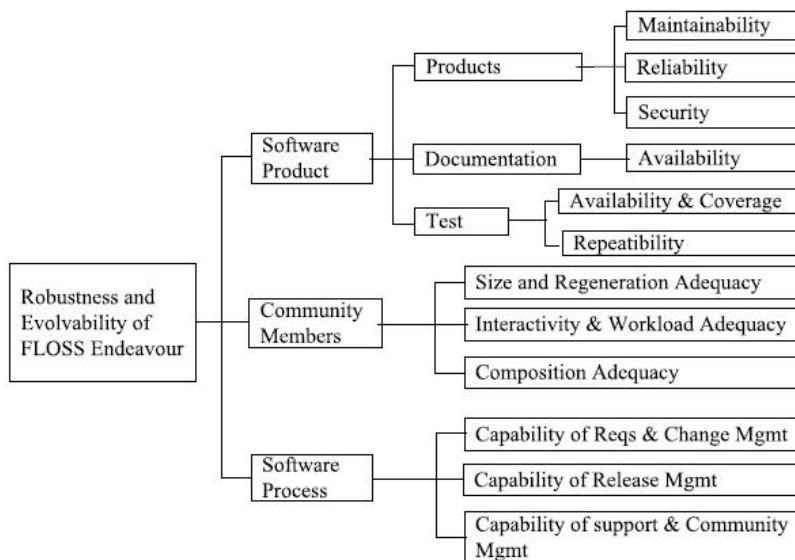 Maintainability
Products
Reliability
Security
Software
Product
Documentation
Availability
Test
Availability & Coverage
Repeatibility
Robustness and
Evolvability of
FLOSS Endeavour
Community
Members
Size and Regeneration Adequacy
Interactivity & Workload Adequacy
Composition Adequacy
Software
Process
Capability of Reqs & Change Mgmt
Capability of Release Mgmt
Capability of support & Community
Mgmt